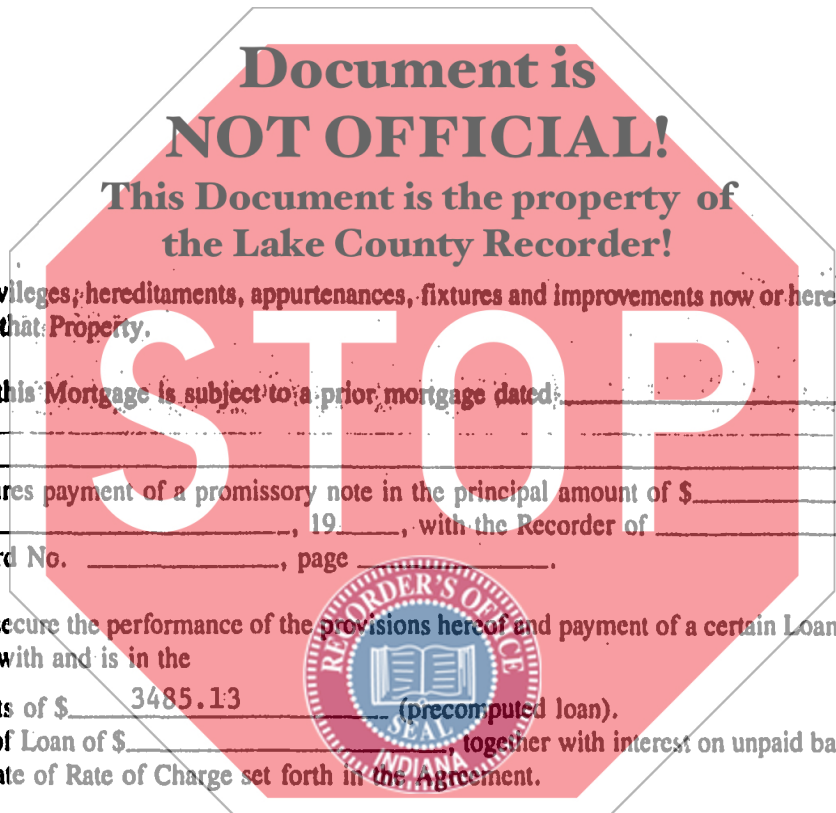 Document is
NOT OFFICIAL!
This Document is the property of
the Lake County Recorder!
vileges, hereditaments, appurtenances, fixtures and improvements now or here
that Property.
this Mortgage is subject to a prior mortgage dated
STOP
res payment of a promissory note in the principal amount of $
, 19 , with the Recorder of
rd No. , page .
ecure the performance of the provisions hereof and payment of a certain Loan
with and is in the
ts of $ 3485.13 (precomputed loan).
of Loan of $ , together with interest on unpaid ba
ate of Rate of Charge set forth in the Agreement.
RECORDER'S OFFICE
SEAL
INDIANA